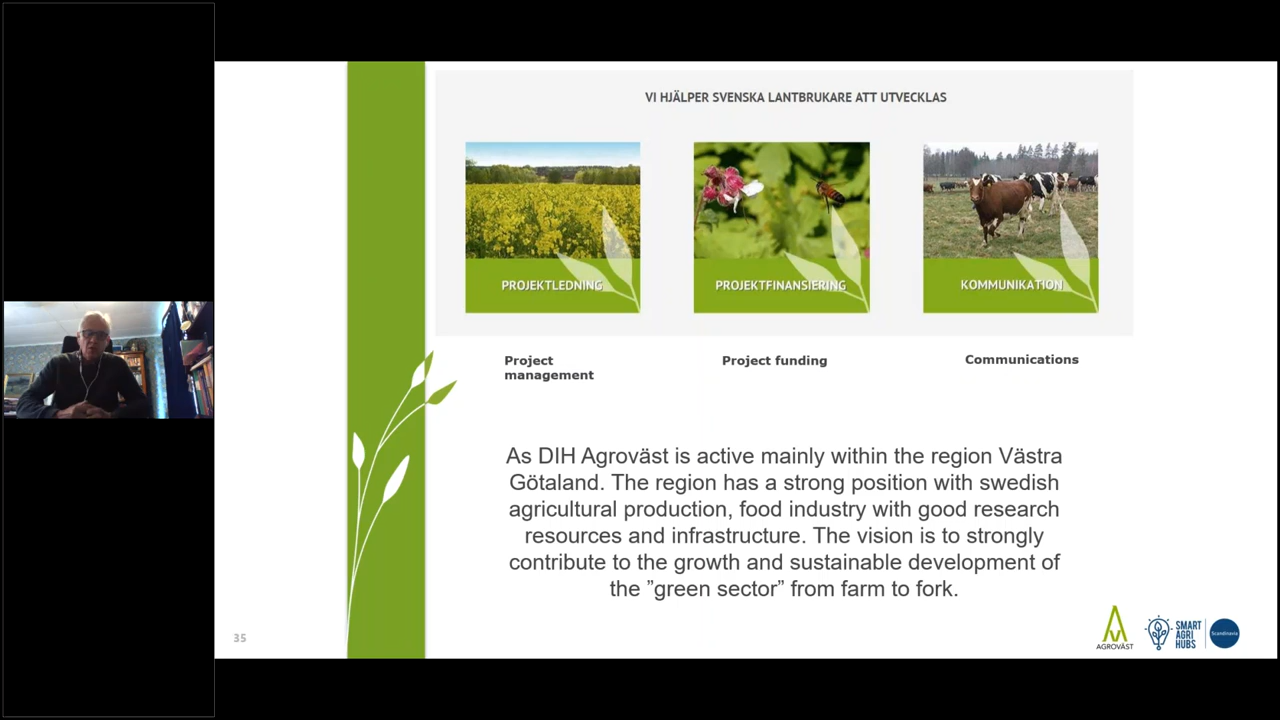 VI HJÄLPER SVENSKA LANTBRUKARE ATT UTVECKLAS
PROJEKTLEDNING
PROJEKTFINANSIERING
KOMMUNIKATION
Project
management
Project funding
Communications
As DIH Agroväst is active mainly within the region Västra
Götaland. The region has a strong position with swedish
agricultural production, food industry with good research
resources and infrastructure. The vision is to strongly
contribute to the growth and sustainable development of
the ”green sector” from farm to fork.
35
AGROVÄST
SMART
AGRI
HUBS
Scandinavia